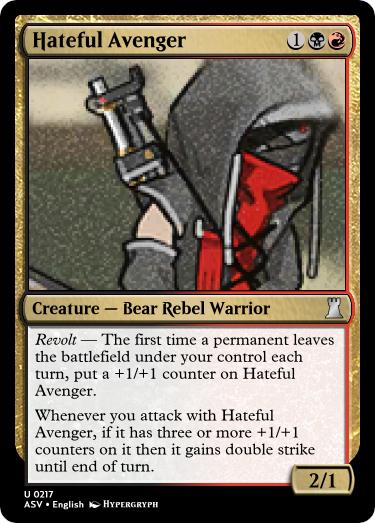 Hateful Avenger 1
Creature — Bear Rebel Warrior
Revolt — The first time a permanent leaves
the battlefield under your control each
turn, put a +1/+1 counter on Hateful
Avenger.
Whenever you attack with Hateful
Avenger, if it has three or more +1/+1
counters on it then it gains double strike
until end of turn.
2/1
U 0217
ASV • English HYPERGRYPH